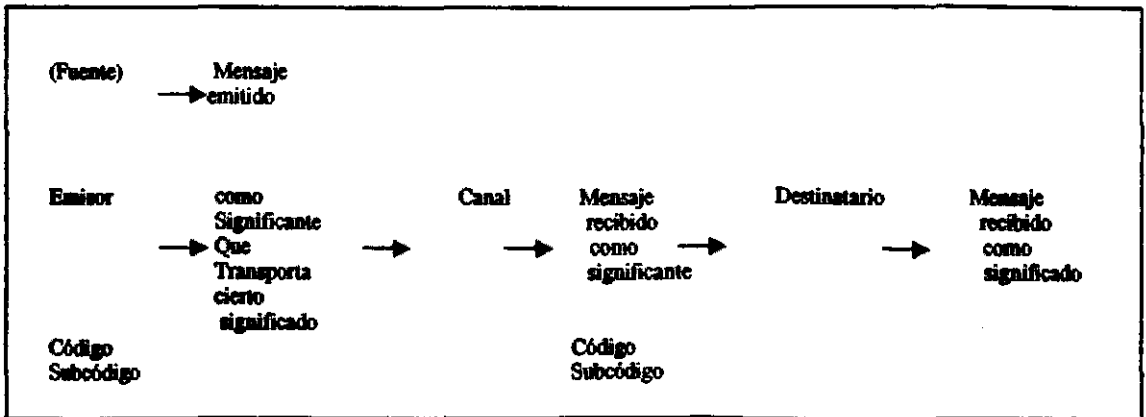 (Fuente) Mensaje
emitido
Emisor como Canal Mensaje Destinatario Mensaje
Significante recibido recibido
Que como como
Transporta significante significado
cierto
significado
Código Código
Subcódigo Subcódigo